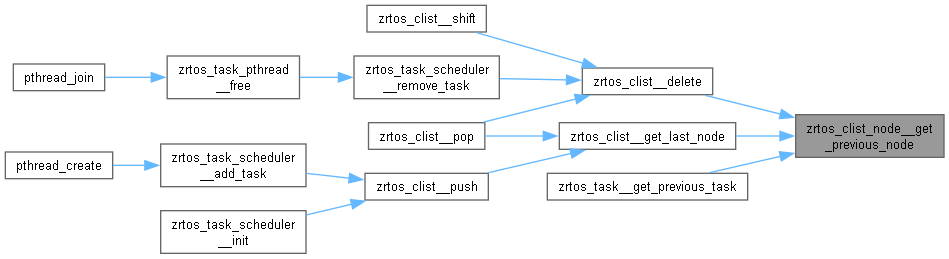 zrtos_clist__shift
pthread_join
zrtos_task_pthread
__free
zrtos_task_scheduler
__remove_task
zrtos_clist__delete
zrtos_clist__pop
zrtos_clist__get_last_node
zrtos_clist_node__get
_previous_node
pthread_create
zrtos_task_scheduler
__add_task
zrtos_clist__push
zrtos_task__get_previous_task
zrtos_task_scheduler
__init